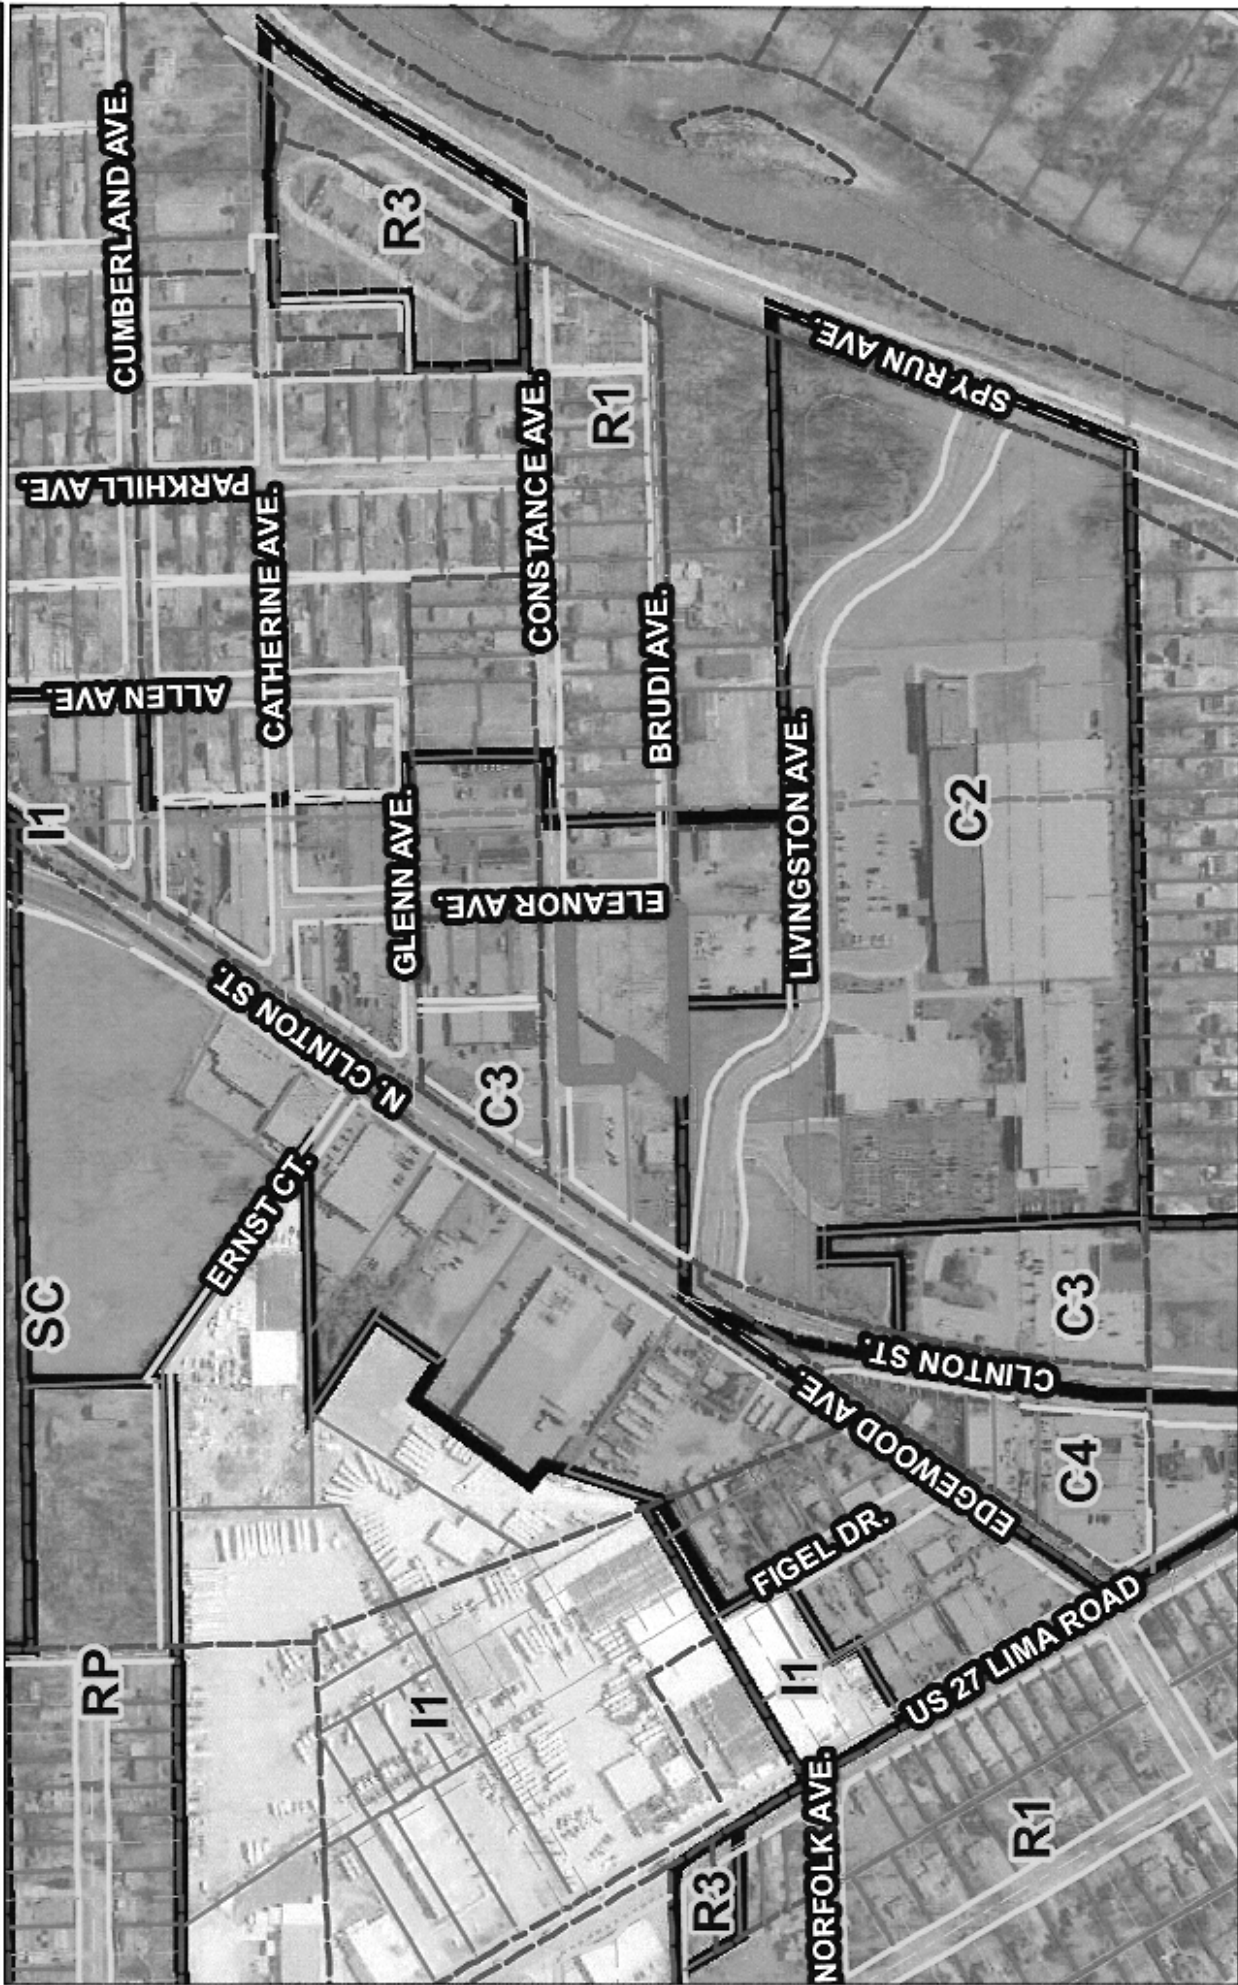 CUMBERLAND AVE.
PARKHILL AVE.
ALLEN AVE.
CATHERINE AVE.
R3
CONSTANCE AVE.
R1
SPY RUN AVE.
BRUDI AVE.
I1
GLENN AVE.
ELEANOR AVE.
LIVINGSTON AVE.
C2
N. CLINTON ST.
C3
ERNST CT.
SC
C3
CLINTON ST.
EDGEWOOD AVE.
C4
FIGEL DR.
US 27 LIMA ROAD
RP
I1
I1
NORFOLK AVE.
R3
R1